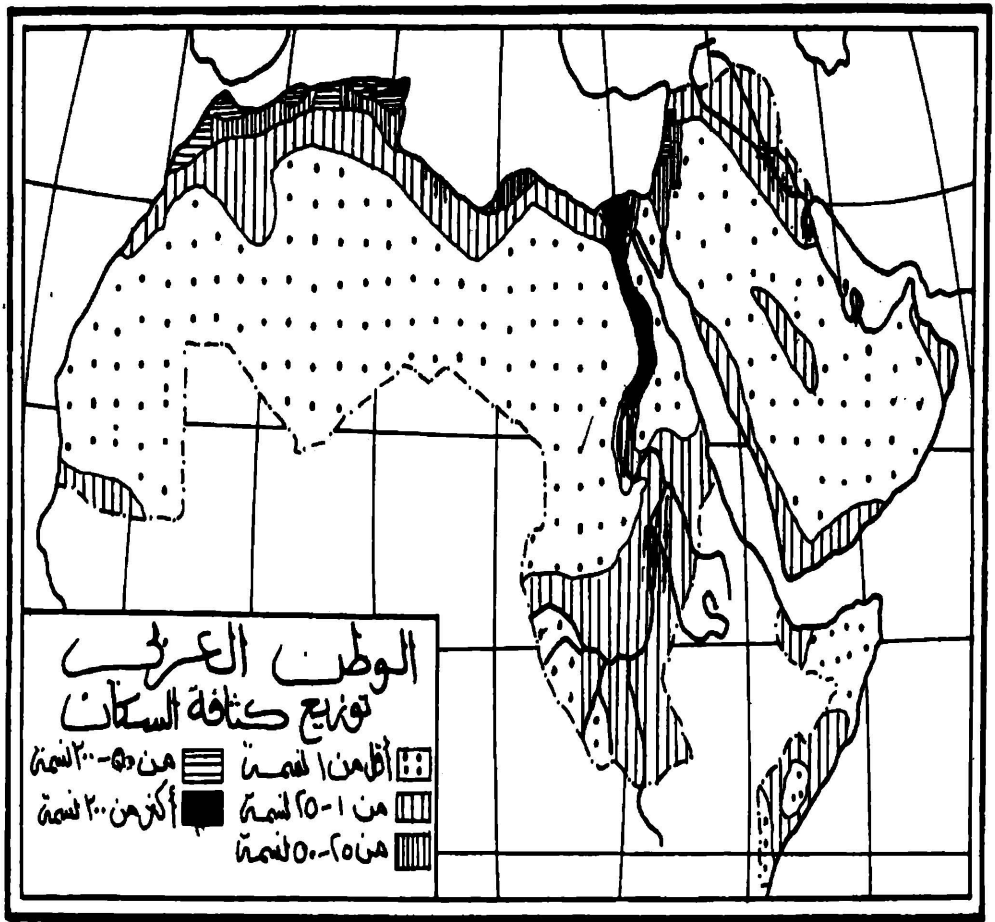 الوطن العربي
توزيع كثافة السكان
أقل من ١ نسمة
من ١-٢٥ نسمة
من ٢٥-٥٠ نسمة
من ٥٠-٢٠٠ نسمة
أكثر من ٢٠٠ نسمة